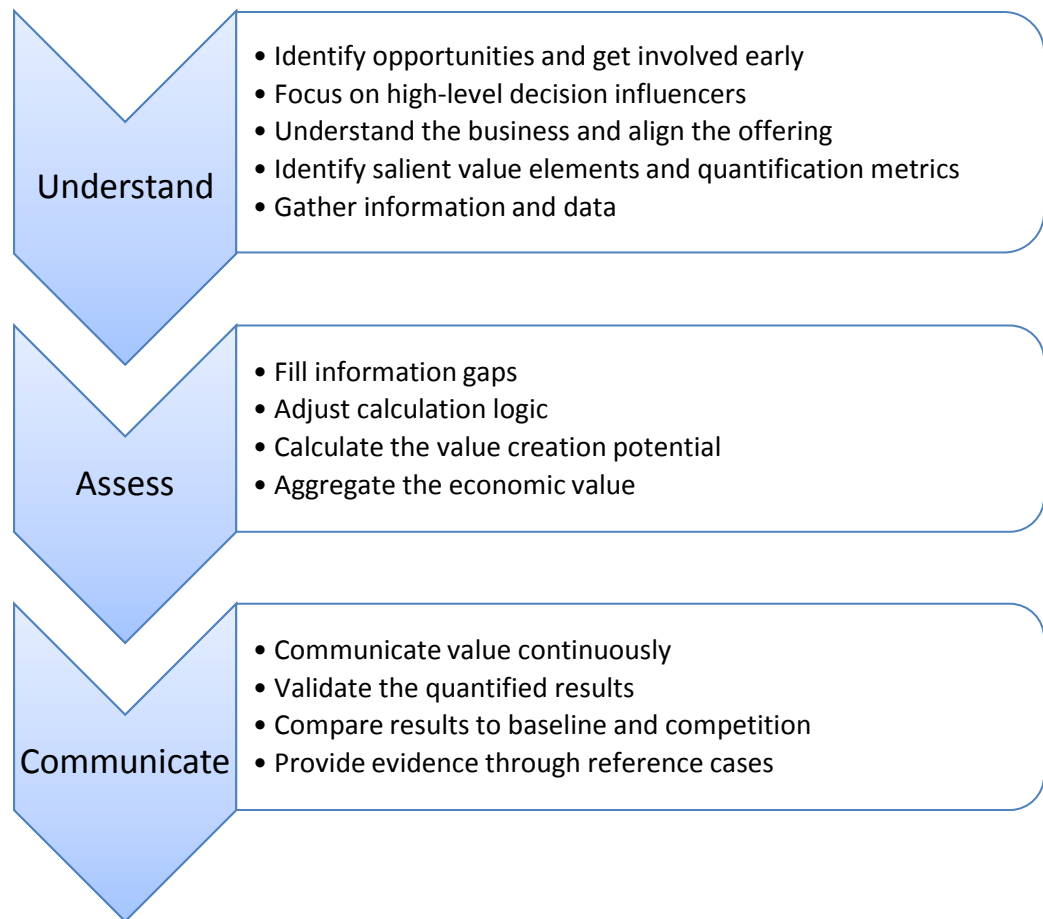 Understand
• Identify opportunities and get involved early
• Focus on high-level decision influencers
• Understand the business and align the offering
• Identify salient value elements and quantification metrics
• Gather information and data
Assess
• Fill information gaps
• Adjust calculation logic
• Calculate the value creation potential
• Aggregate the economic value
Communicate
• Communicate value continuously
• Validate the quantified results
• Compare results to baseline and competition
• Provide evidence through reference cases